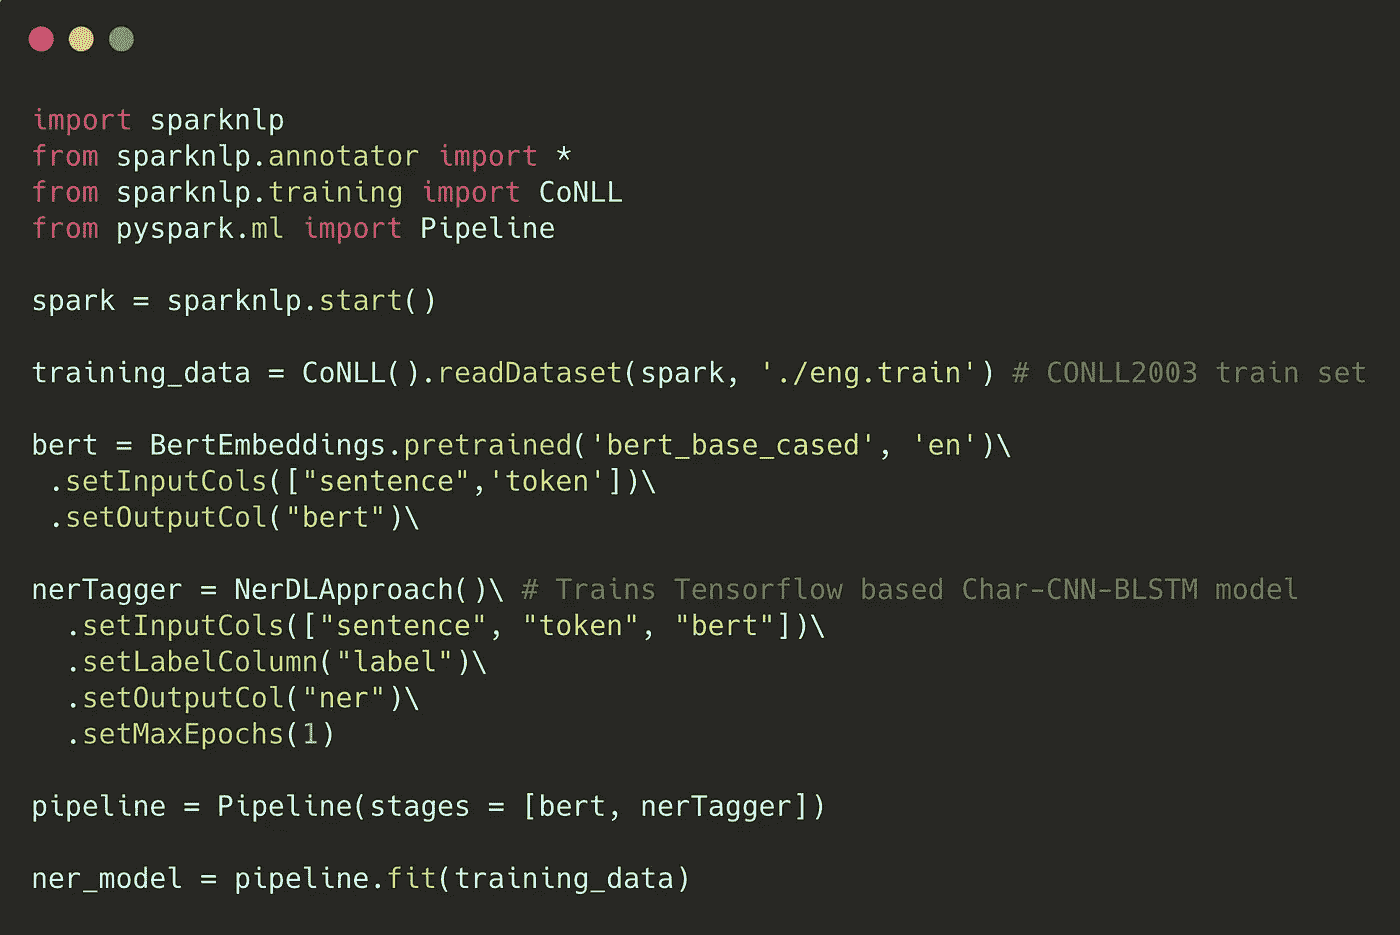 import sparknlp
from sparknlp.annotator import *
from sparknlp.training import CoNLL
from pyspark.ml import Pipeline
spark = sparknlp.start()
training_data = CoNLL().readDataset(spark, './eng.train') # CONLL2003 train set
bert = BertEmbeddings.pretrained('bert_base_cased', 'en')\
 .setInputCols(["sentence",'token'])\
 .setOutputCol("bert")\
nerTagger = NerDLApproach()\ # Trains Tensorflow based Char-CNN-BLSTM model
  .setInputCols(["sentence", "token", "bert"])\
  .setLabelColumn("label")\
  .setOutputCol("ner")\
  .setMaxEpochs(1)
pipeline = Pipeline(stages = [bert, nerTagger])
ner_model = pipeline.fit(training_data)